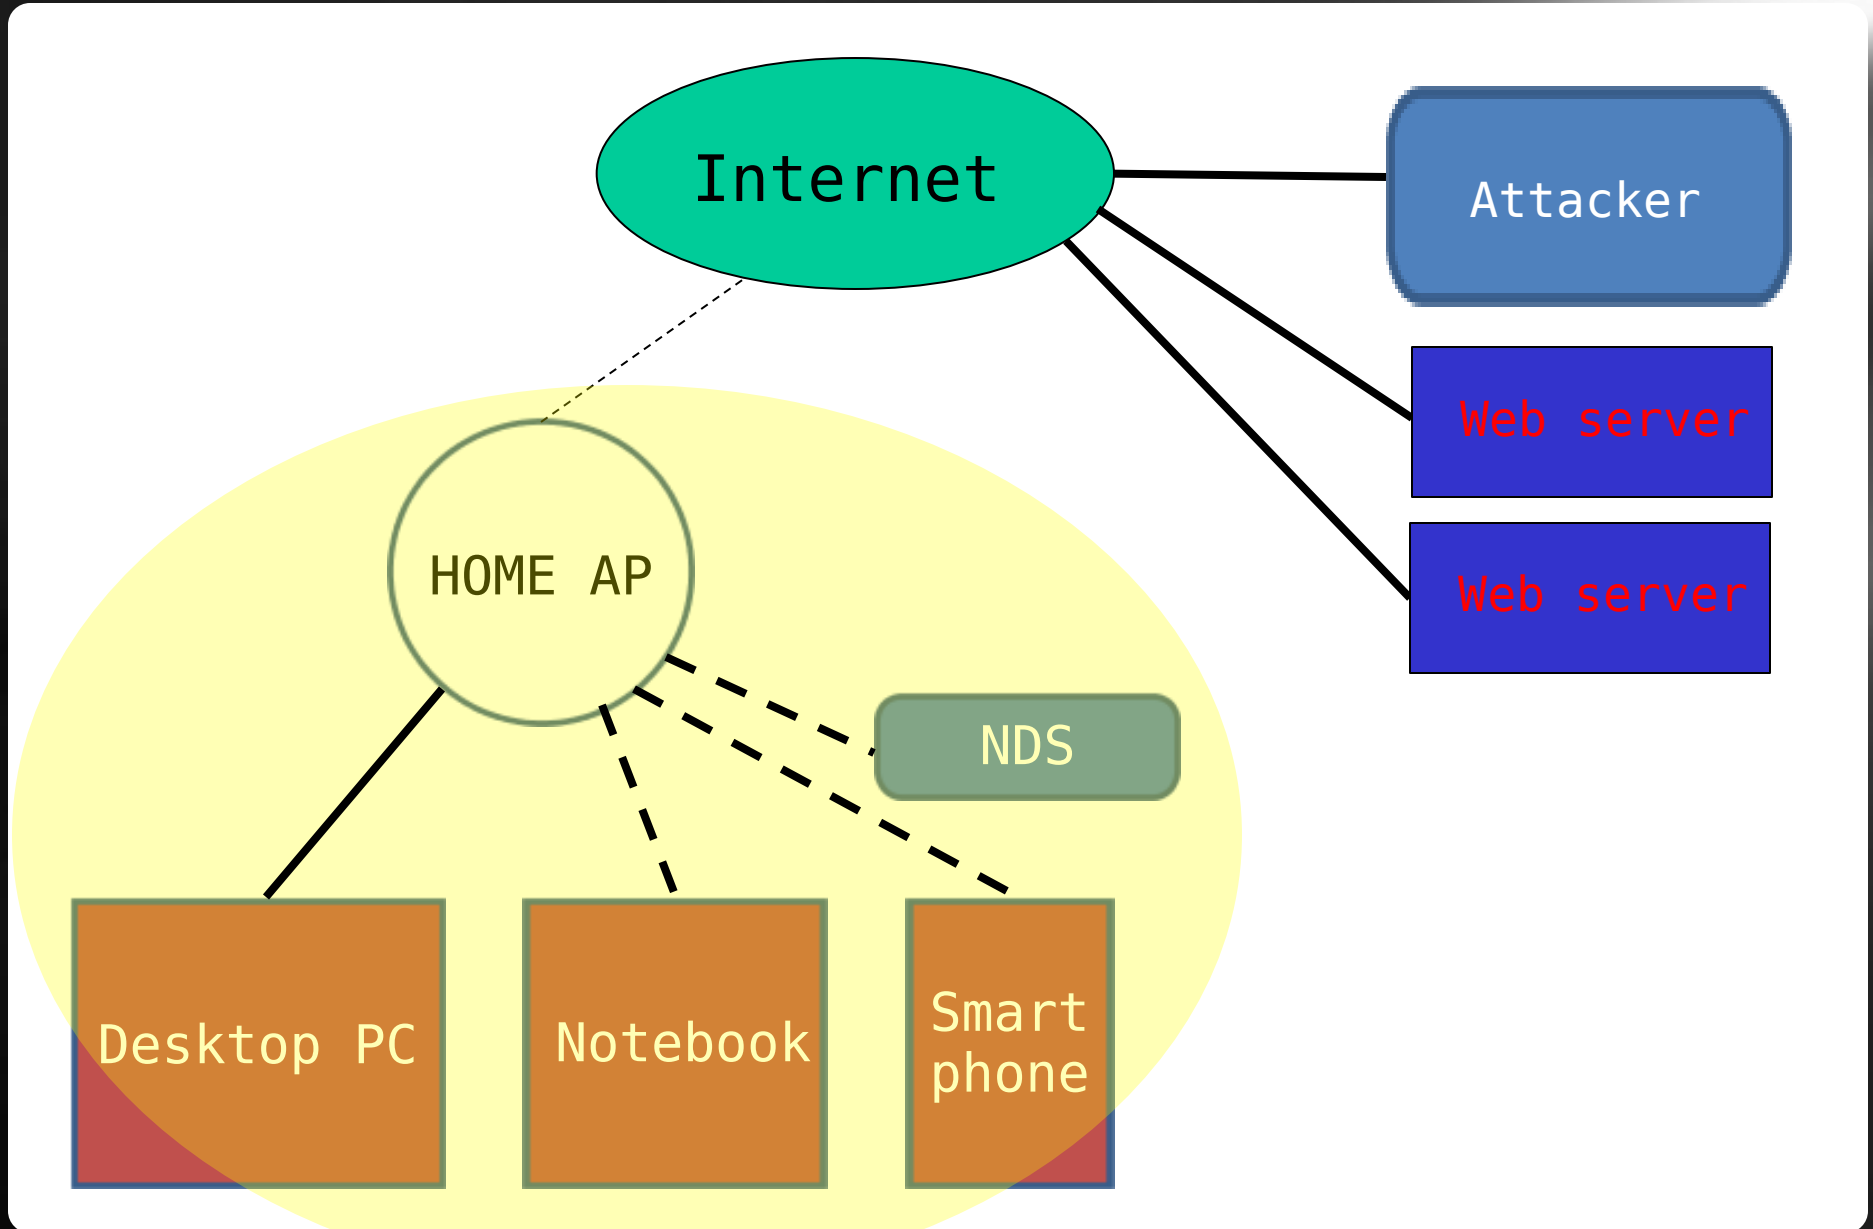 Internet
Attacker
Web server
Web server
HOME AP
NDS
Desktop PC
Notebook
Smart
phone